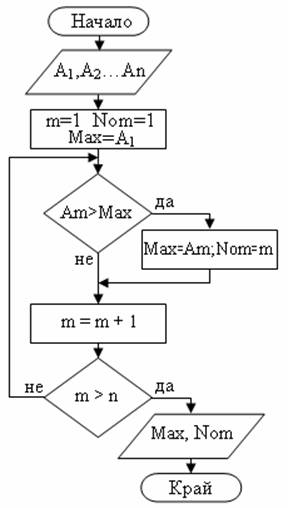 Начало
A1,A2...An
m=1 Nom=1
Max=A1
Am>Max
да
не
Max=Am;Nom=m
m = m + 1
не
m > n
да
Max, Nom
Край